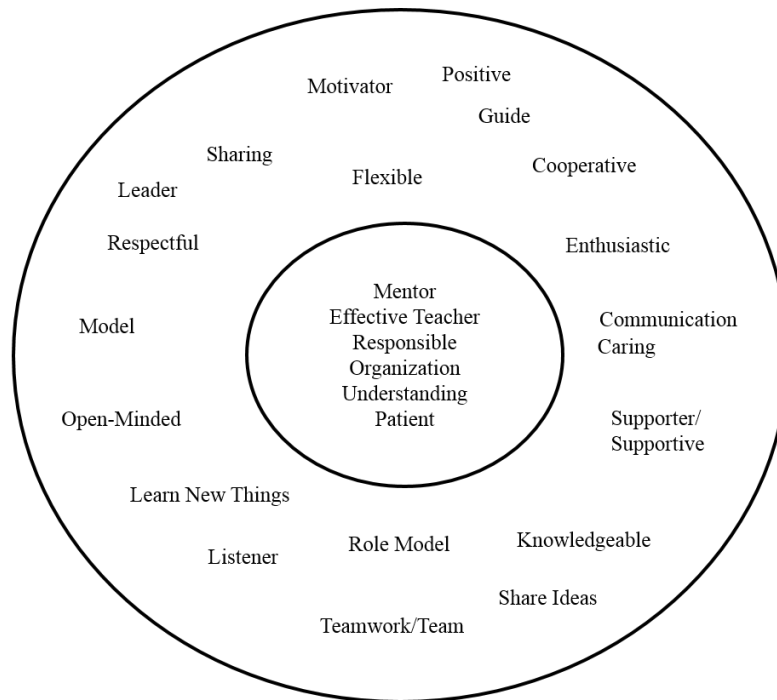 Motivator
Positive
Guide
Sharing
Flexible
Cooperative
Leader
Respectful
Enthusiastic
Mentor
Effective Teacher
Responsible
Organization
Understanding
Patient
Model
Communication
Caring
Open-Minded
Supporter/
Supportive
Learn New Things
Listener
Role Model
Knowledgeable
Share Ideas
Teamwork/Team